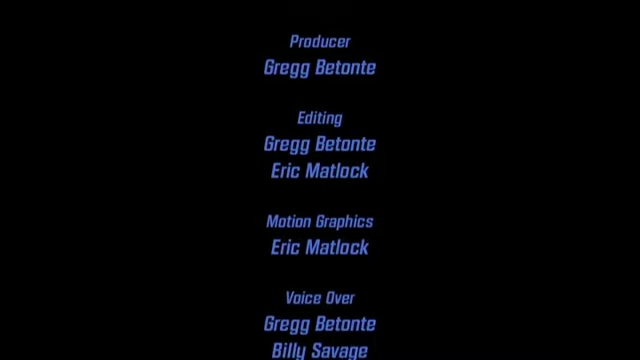 Producer
Gregg Betonte
Editing
Gregg Betonte
Eric Matlock
Motion Graphics
Eric Matlock
Voice Over
Gregg Betonte
Billy Savage